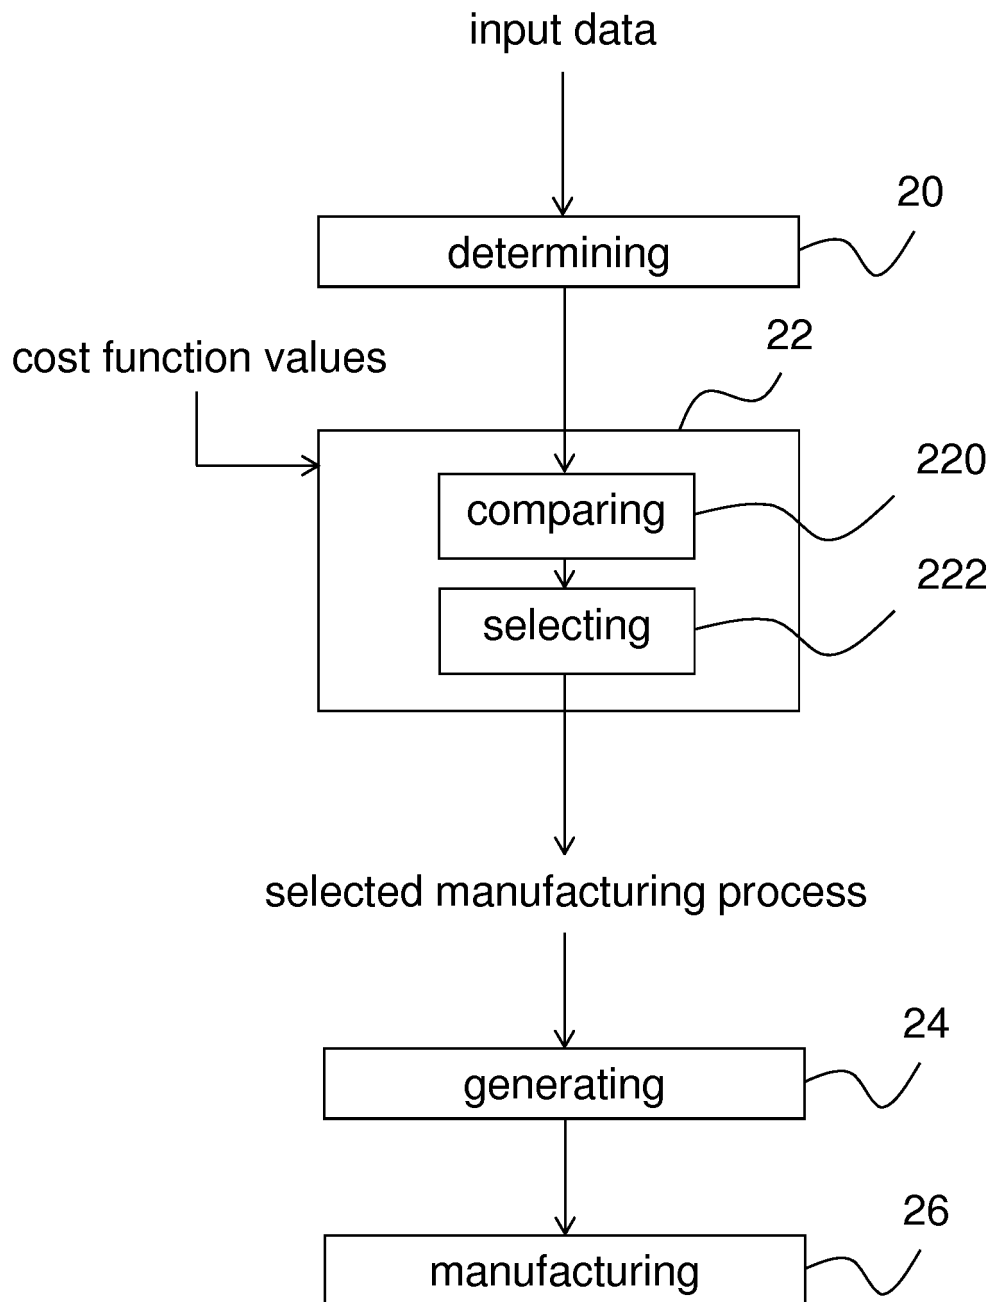 input data
20
determining
22
cost function values
220
comparing
222
selecting
selected manufacturing process
24
generating
26
manufacturing